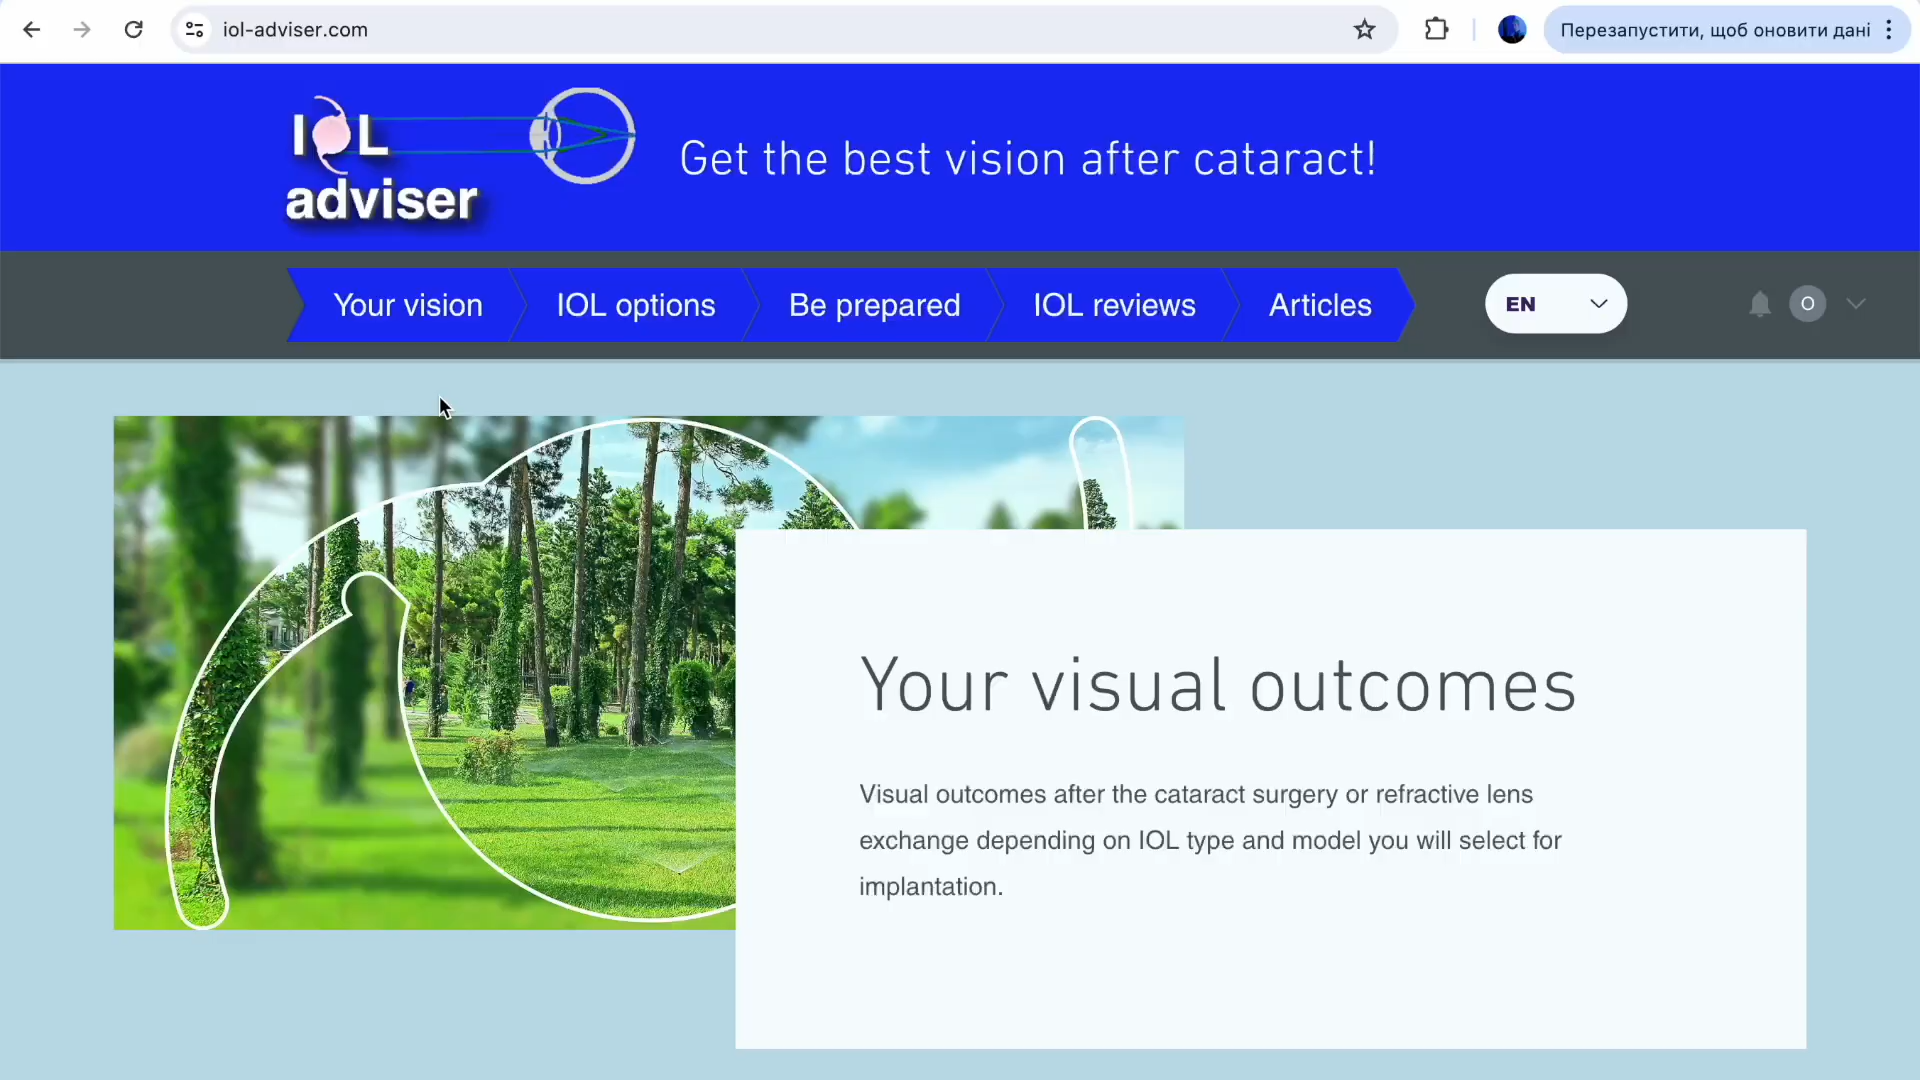 iol-adviser.com
Перезапустити, щоб оновити дані
IOL
adviser
Get the best vision after cataract!
Your vision
IOL options
Be prepared
IOL reviews
Articles
EN
O
Your visual outcomes
Visual outcomes after the cataract surgery or refractive lens
exchange depending on IOL type and model you will select for
implantation.